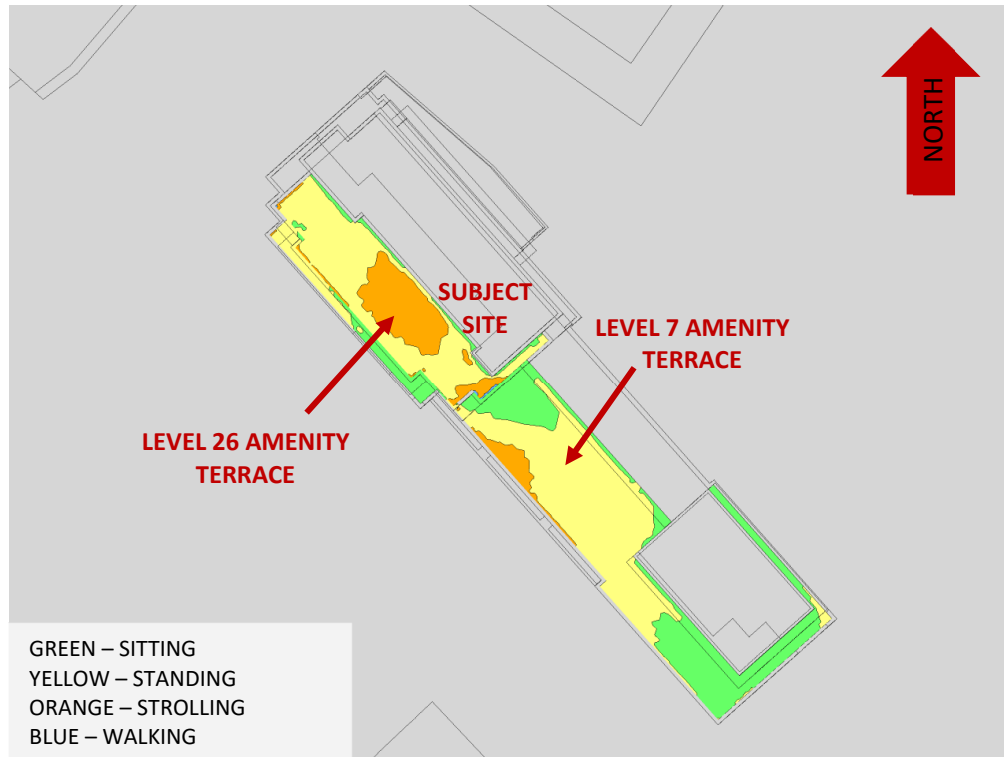 NORTH
SUBJECT
SITE
LEVEL 7 AMENITY
TERRACE
LEVEL 26 AMENITY
TERRACE
GREEN – SITTING
YELLOW – STANDING
ORANGE – STROLLING
BLUE – WALKING